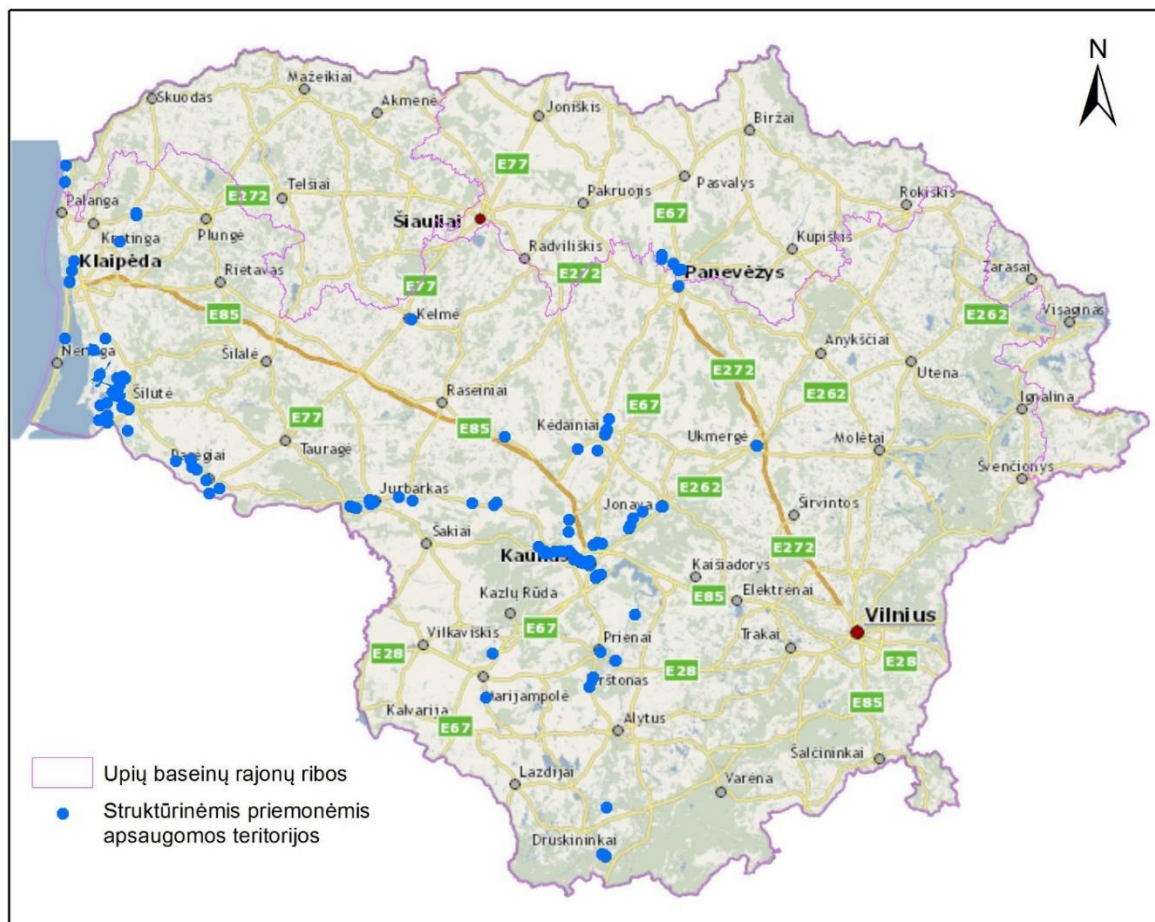 N
Mažeikiai
Skuodas
Akmenė
Joniškis
Biržai
E77
Pasvalys
Telšiai
E272
Pakruojis
Rokiškis
Palanga
Plungė
Šiauliai
E67
Kretinga
Kupiškis
Radviliškis
Klaipėda
E272
Panevėžys
Zarasai
Rietavas
E77
E85
Kelmė
E262
Visaginas
Anykščiai
Neringa
Šilalė
Utena
E272
Šilutė
Raseiniai
E262
E67
Ignalina
E77
E85
Kėdainiai
Ukmergė
Molėtai
Tauragė
Pagėgiai
Švenčionys
Jurbarkas
E262
Jonava
Širvintos
Šakiai
E272
Kaunas
Kaišiadorys
E85
Elektrėnai
Kazlų Rūda
E67
Vilnius
Vilkaviškis
Prienai
Trakai
E28
E28
E28
Birštonas
Marijampolė
Kalvarija
E85
E67
Alytus
Šalčininkai
Lazdijai
Varėna
Druskininkai
Upių baseinų rajonų ribos
Struktūrinėmis priemonėmis
apsaugomos teritorijos